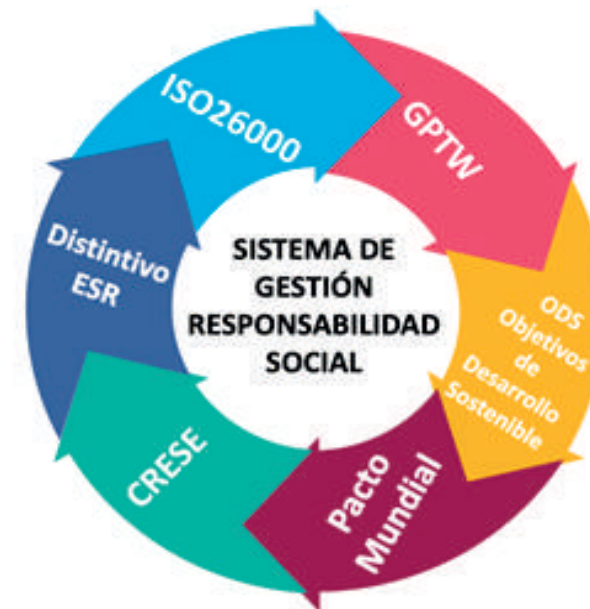 ISO26000
GPTW
ODS
Objetivos
de
Desarrollo
Sostenible
Pacto
Mundial
CRESE
Distintivo
ESR
SISTEMA DE
GESTIÓN
RESPONSABILIDAD
SOCIAL